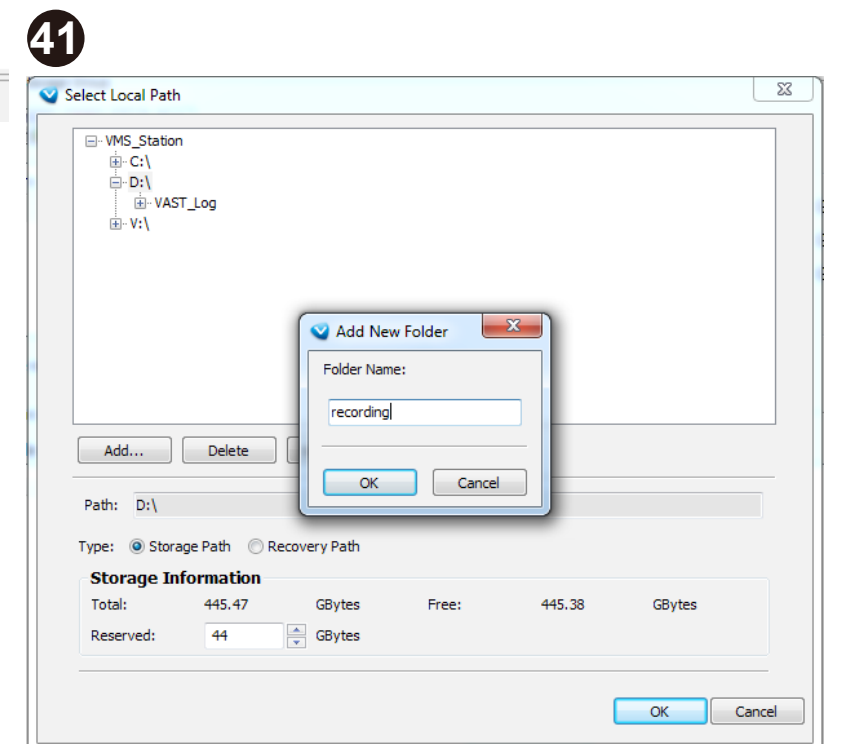 41
Select Local Path
VMS_Station
C:\
D:\
VAST_Log
V:\
Add New Folder
Folder Name:
recording
OK Cancel
Add... Delete
Path: D:\
Type: Storage Path Recovery Path
Storage Information
Total: 445.47 GBytes Free: 445.38 GBytes
Reserved: 44 GBytes
OK Cancel